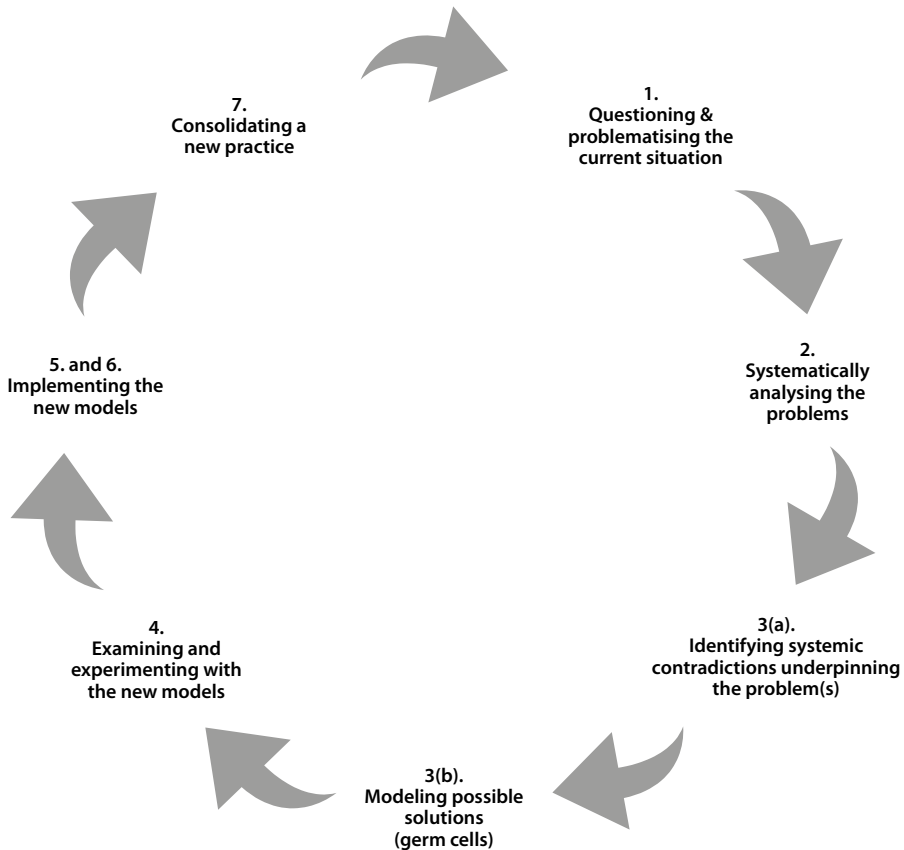 1.
Questioning &
problematising the
current situation
2.
Systematically
analysing the
problems
3(a).
Identifying systemic
contradictions underpinning
the problem(s)
3(b).
Modeling possible
solutions
(germ cells)
4.
Examining and
experimenting with
the new models
5. and 6.
Implementing the
new models
7.
Consolidating a
new practice